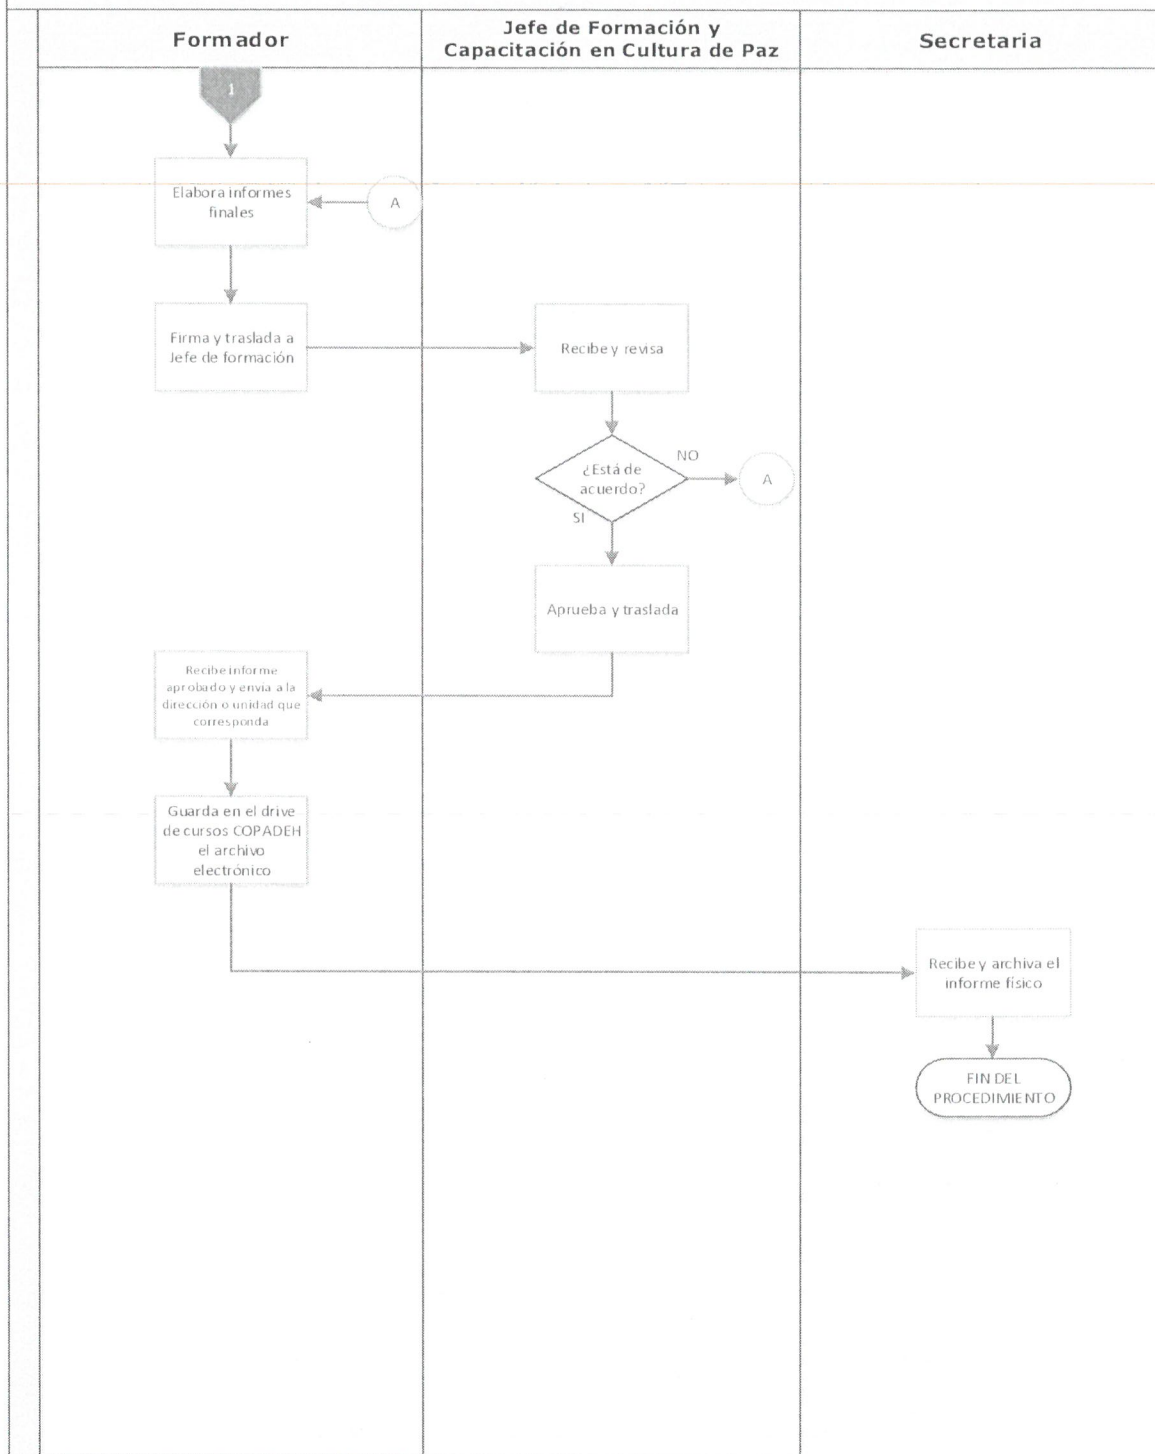 Formador
Jefe de Formación y
Capacitación en Cultura de Paz
Secretaria
1
Elabora informes
finales
A
Firma y traslada a
Jefe de formación
Recibe y revisa
¿Está de
acuerdo?
NO
A
SI
Aprueba y traslada
Recibe informe
aprobado y envia a la
dirección o unidad que
corresponda
Guarda en el drive
de cursos COPADEH
el archivo
electrónico
Recibe y archiva el
informe físico
FIN DEL
PROCEDIMIENTO